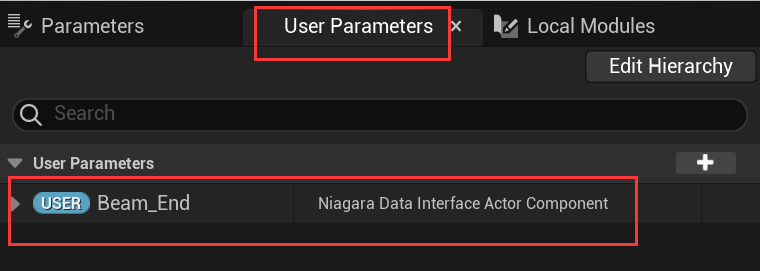 Parameters User Parameters × Local Modules
Edit Hierarchy
Search
User Parameters
USER Beam_End Niagara Data Interface Actor Component